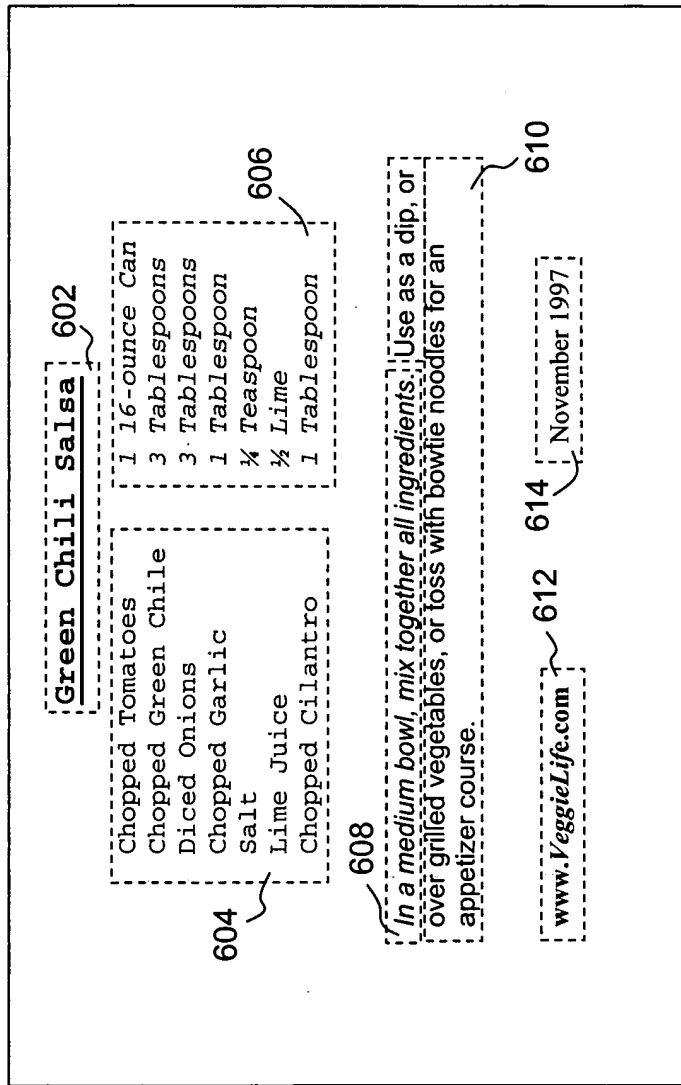 Green Chili Salsa
602
Chopped Tomatoes 1 16-ounce Can
Chopped Green Chile 3 Tablespoons
Diced Onions 3 Tablespoons
Chopped Garlic 1 Tablespoon
Salt ¼ Teaspoon
Lime Juice ½ Lime
Chopped Cilantro 1 Tablespoon
604
606
608
In a medium bowl, mix together all ingredients. Use as a dip, or
over grilled vegetables, or toss with bowtie noodles for an
appetizer course.
610
612
614
www.VeggieLife.com
November 1997